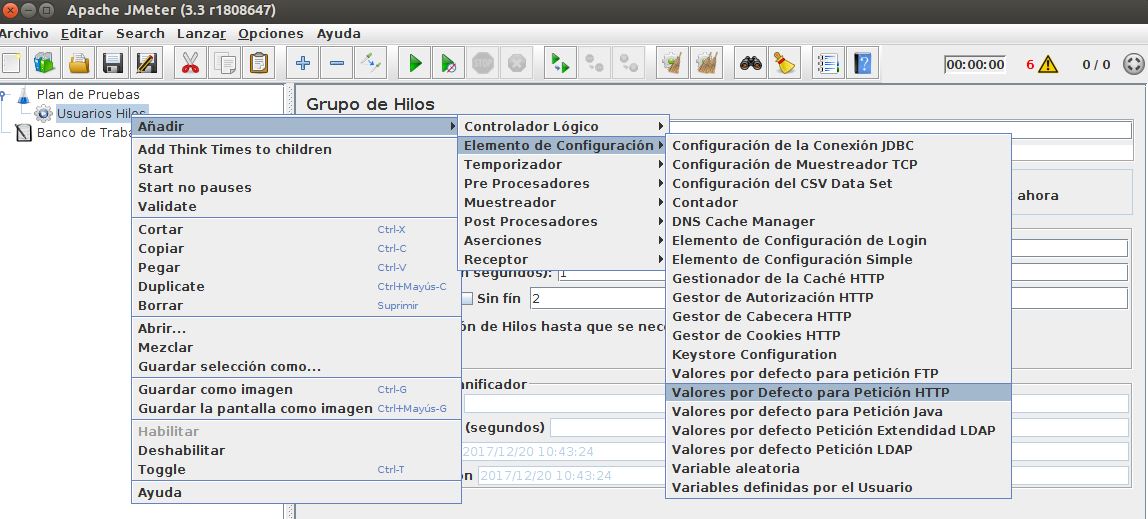 Apache JMeter (3.3 r1808647)
Archivo Editar Search Lanzar Opciones Ayuda
00:00:00 6 0 / 0
Plan de Pruebas
Usuarios Hilos
Banco de Traba
Grupo de Hilos
Añadir
Add Think Times to children
Start
Start no pauses
Validate
Cortar Ctrl-X
Copiar Ctrl-C
Pegar Ctrl-V
Duplicate Ctrl+Mayús-C
Borrar Suprimir
Abrir...
Mezclar
Guardar selección como...
Guardar como imagen Ctrl-G
Guardar la pantalla como imagen Ctrl+Mayús-G
Habilitar
Deshabilitar
Toggle Ctrl-T
Ayuda
Controlador Lógico
Elemento de Configuración
Temporizador
Pre Procesadores
Muestreador
Post Procesadores
Aserciones
Receptor
Configuración de la Conexión JDBC
Configuración de Muestreador TCP
Configuración del CSV Data Set
Contador
DNS Cache Manager
Elemento de Configuración de Login
Elemento de Configuración Simple
Gestionador de la Caché HTTP
Gestor de Autorización HTTP
Gestor de Cabecera HTTP
Gestor de Cookies HTTP
Keystore Configuration
Valores por defecto para petición FTP
Valores por Defecto para Petición HTTP
Valores por defecto para Petición Java
Valores por defecto Petición Extendidad LDAP
Valores por defecto para Petición LDAP
Variable aleatoria
Variables definidas por el Usuario
ahora
n segundos): 1
Sin fín 2
ón de Hilos hasta que se nece
anificador
(segundos)
2017/12/20 10:43:24
ón 2017/12/20 10:43:24